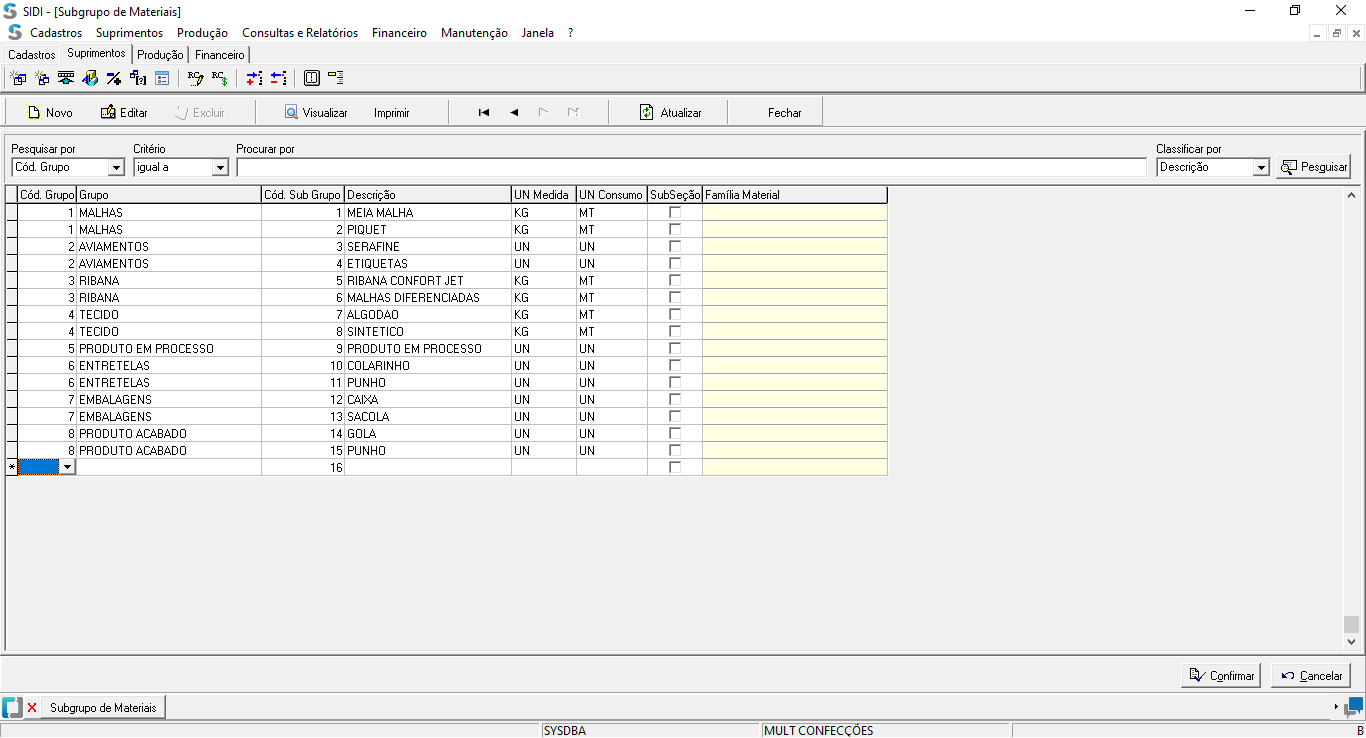 SIDI - [Subgrupo de Materiais]
Cadastros Suprimentos Produção Consultas e Relatórios Financeiro Manutenção Janela ?
Cadastros Suprimentos Produção Financeiro
Novo Editar Excluir Visualizar Imprimir Atualizar Fechar
Pesquisar por Critério Procurar por Classificar por
Cód. Grupo igual a Descrição Pesquisar
Cód. Grupo Grupo Cód. Sub Grupo Descrição UN Medida UN Consumo SubSeção Família Material
1 MALHAS 1 MEIA MALHA KG MT
1 MALHAS 2 PIQUET KG MT
2 AVIAMENTOS 3 SERAFINE UN UN
2 AVIAMENTOS 4 ETIQUETAS UN UN
3 RIBANA 5 RIBANA CONFORT JET KG MT
3 RIBANA 6 MALHAS DIFERENCIADAS KG MT
4 TECIDO 7 ALGODAO KG MT
4 TECIDO 8 SINTETICO KG MT
5 PRODUTO EM PROCESSO 9 PRODUTO EM PROCESSO UN UN
6 ENTRETELAS 10 COLARINHO UN UN
6 ENTRETELAS 11 PUNHO UN UN
7 EMBALAGENS 12 CAIXA UN UN
7 EMBALAGENS 13 SACOLA UN UN
8 PRODUTO ACABADO 14 GOLA UN UN
8 PRODUTO ACABADO 15 PUNHO UN UN
* 16
Confirmar Cancelar
Subgrupo de Materiais
SYSDBA MULT CONFECÇÕES B